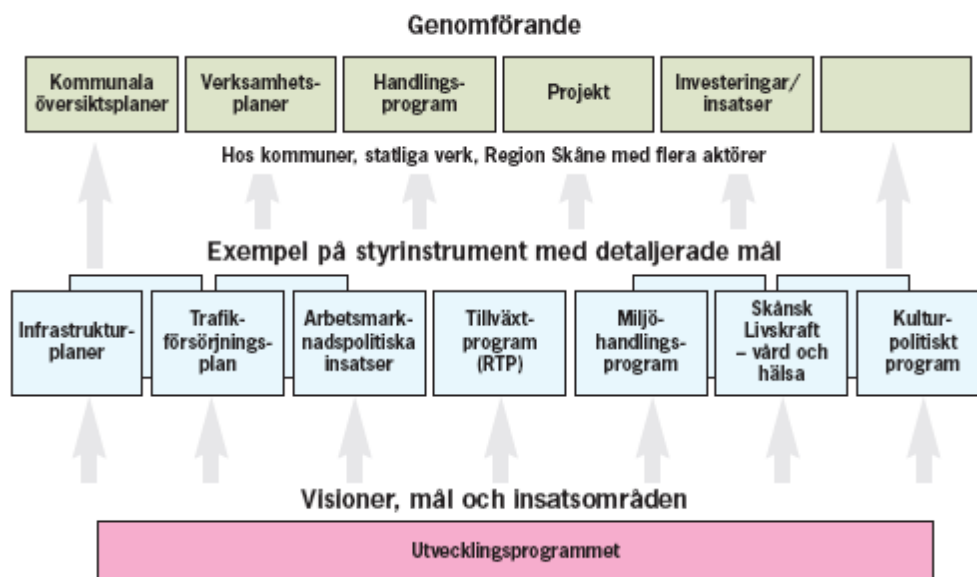 Genomförande
Kommunala
översiktsplaner
Verksamhets-
planer
Handlings-
program
Projekt
Investeringar/
insatser
Hos kommuner, statliga verk, Region Skåne med flera aktörer
Exempel på styrinstrument med detaljerade mål
Infrastruktur-
planer
Trafik-
försörjnings-
plan
Arbetsmark-
nadspolitiska
insatser
Tillväxt-
program
(RTP)
Miljö-
handlings-
program
Skånsk
Livskraft
– vård och
hälsa
Kultur-
politiskt
program
Visioner, mål och insatsområden
Utvecklingsprogrammet